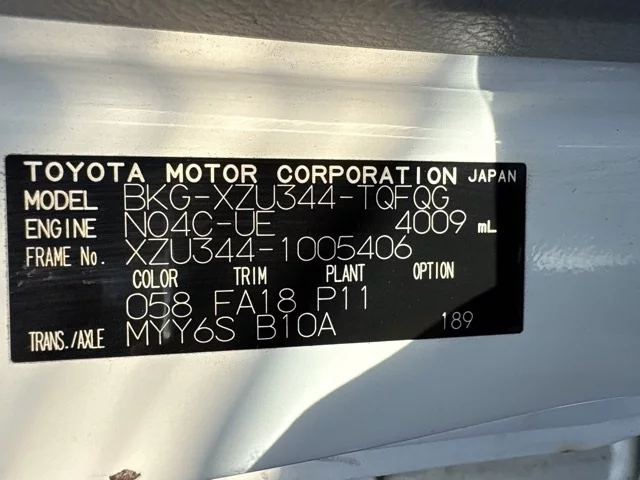 TOYOTA MOTOR CORPORATION JAPAN
MODEL BKG-XZU344-TQFQG
ENGINE N04C-UE 4009 mL
FRAME No. XZU344-1005406
COLOR TRIM PLANT OPTION
058 FA18 P11
TRANS./AXLE MYY6S B10A 189